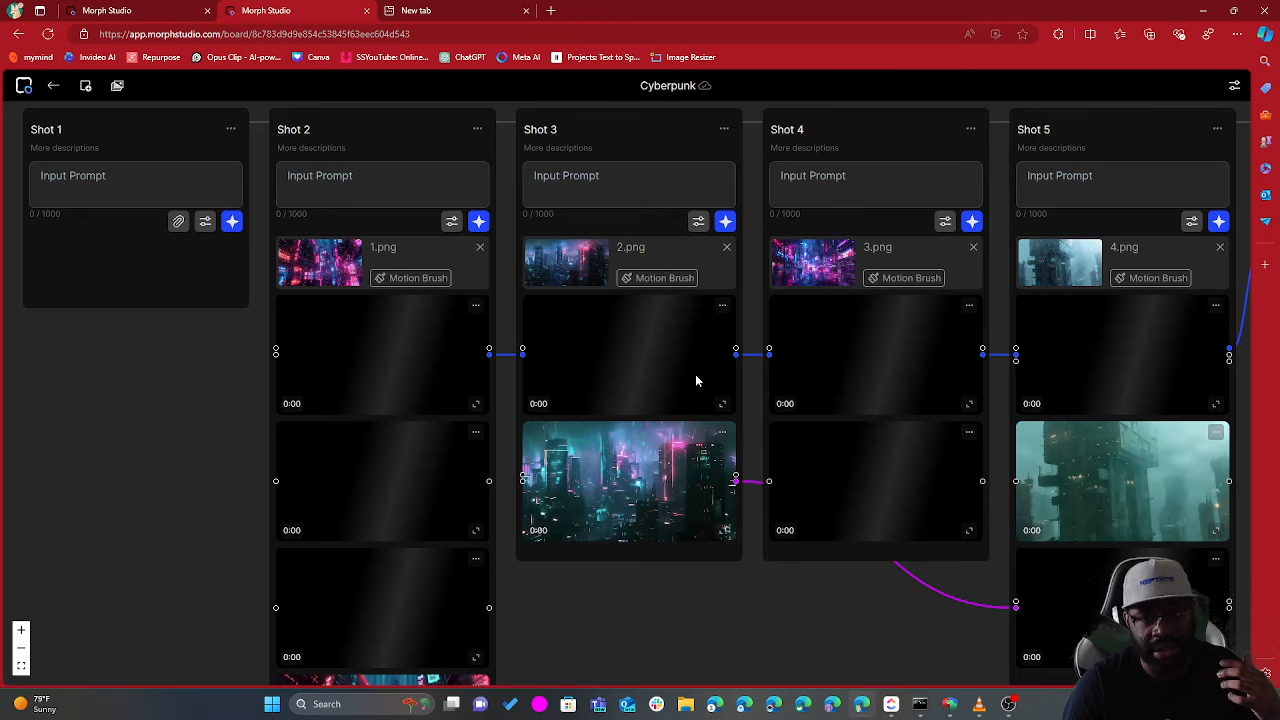 Morph Studio
Morph Studio
New tab
https://app.morphstudio.com/board/8c783d9d9e854c53845f63eec604d543
mymind
Invideo AI
Repurpose
Opus Clip - AI-pow...
Canva
SSYouTube: Online...
ChatGPT
Meta AI
Projects: Text to Sp...
Image Resizer
Cyberpunk
Shot 1
Shot 2
Shot 3
Shot 4
Shot 5
More descriptions
More descriptions
More descriptions
More descriptions
More descriptions
Input Prompt
Input Prompt
Input Prompt
Input Prompt
Input Prompt
0 / 1000
0 / 1000
0 / 1000
0 / 1000
0 / 1000
1.png
2.png
3.png
4.png
Motion Brush
Motion Brush
Motion Brush
Motion Brush
0:00
0:00
0:00
0:00
0:00
0:00
0:00
0:00
0:00
0:00
79°F
Sunny
Search